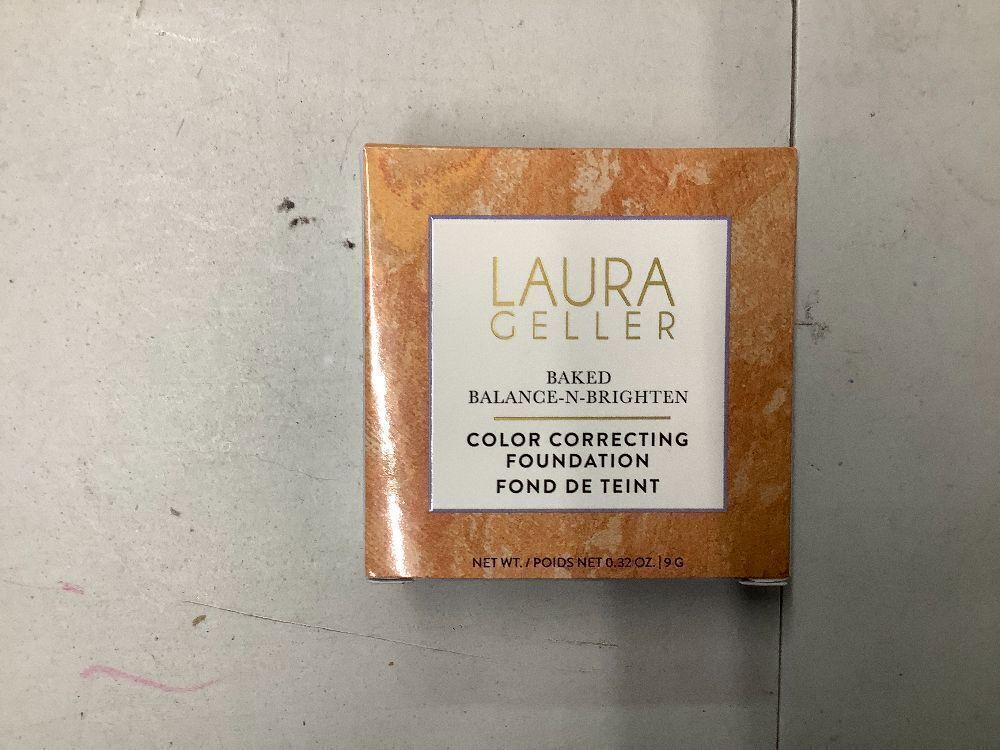 LAURA
GELLER
BAKED
BALANCE-N-BRIGHTEN
COLOR CORRECTING
FOUNDATION
FOND DE TEINT
NET WT. / POIDS NET 0.32 OZ. | 9 G